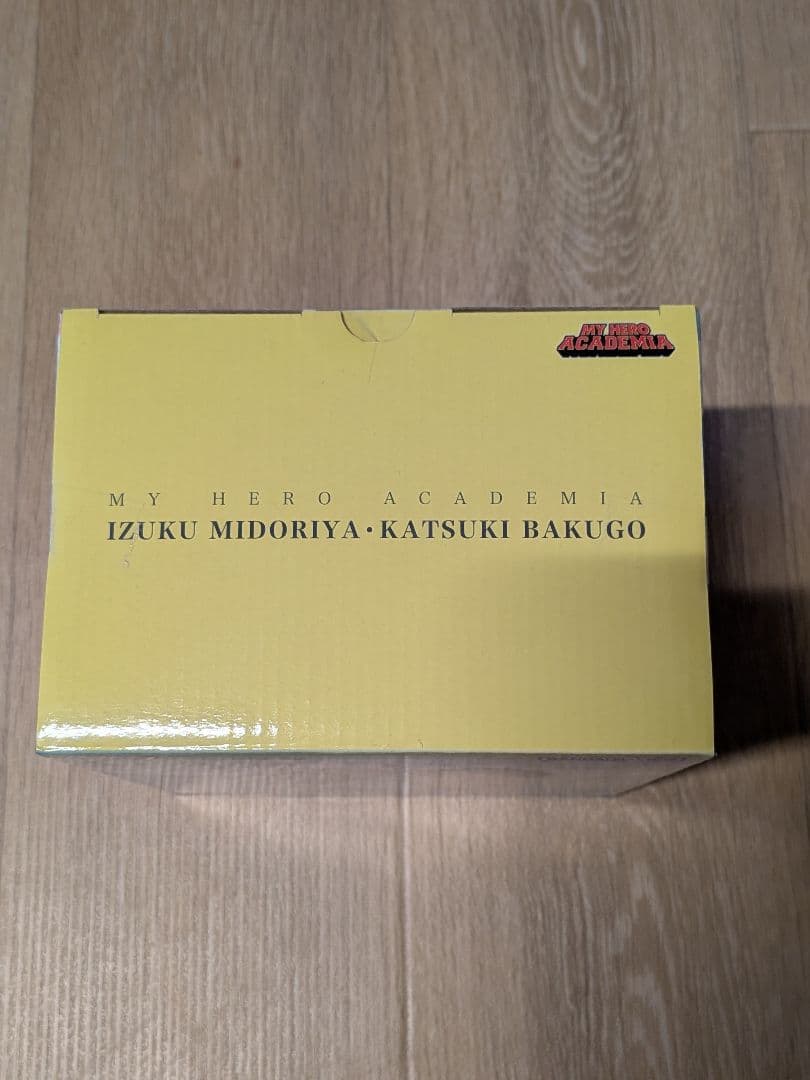 MY HERO
ACADEMIA
MY HERO ACADEMIA
IZUKU MIDORIYA・KATSUKI BAKUGO